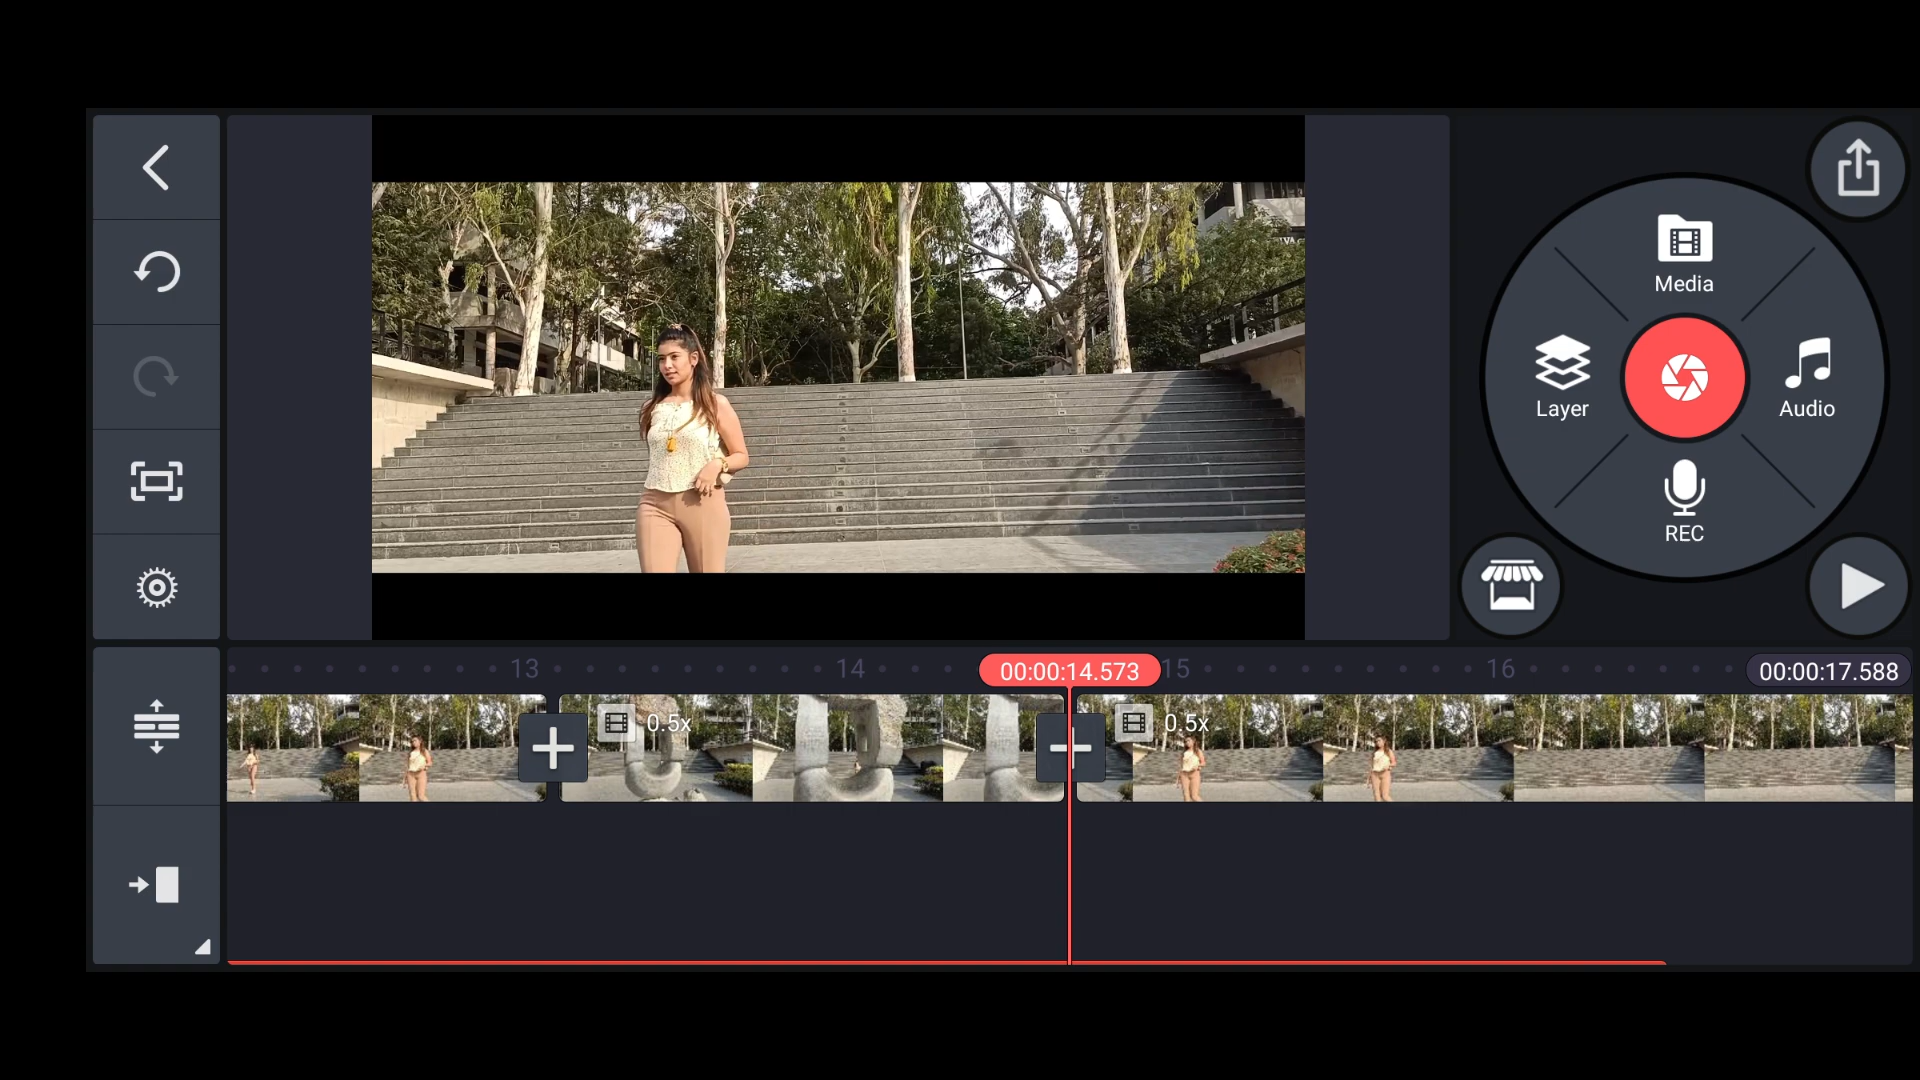 Media
Layer
Audio
REC
13
14
00:00:14.573
15
16
00:00:17.588
0.5x
0.5x